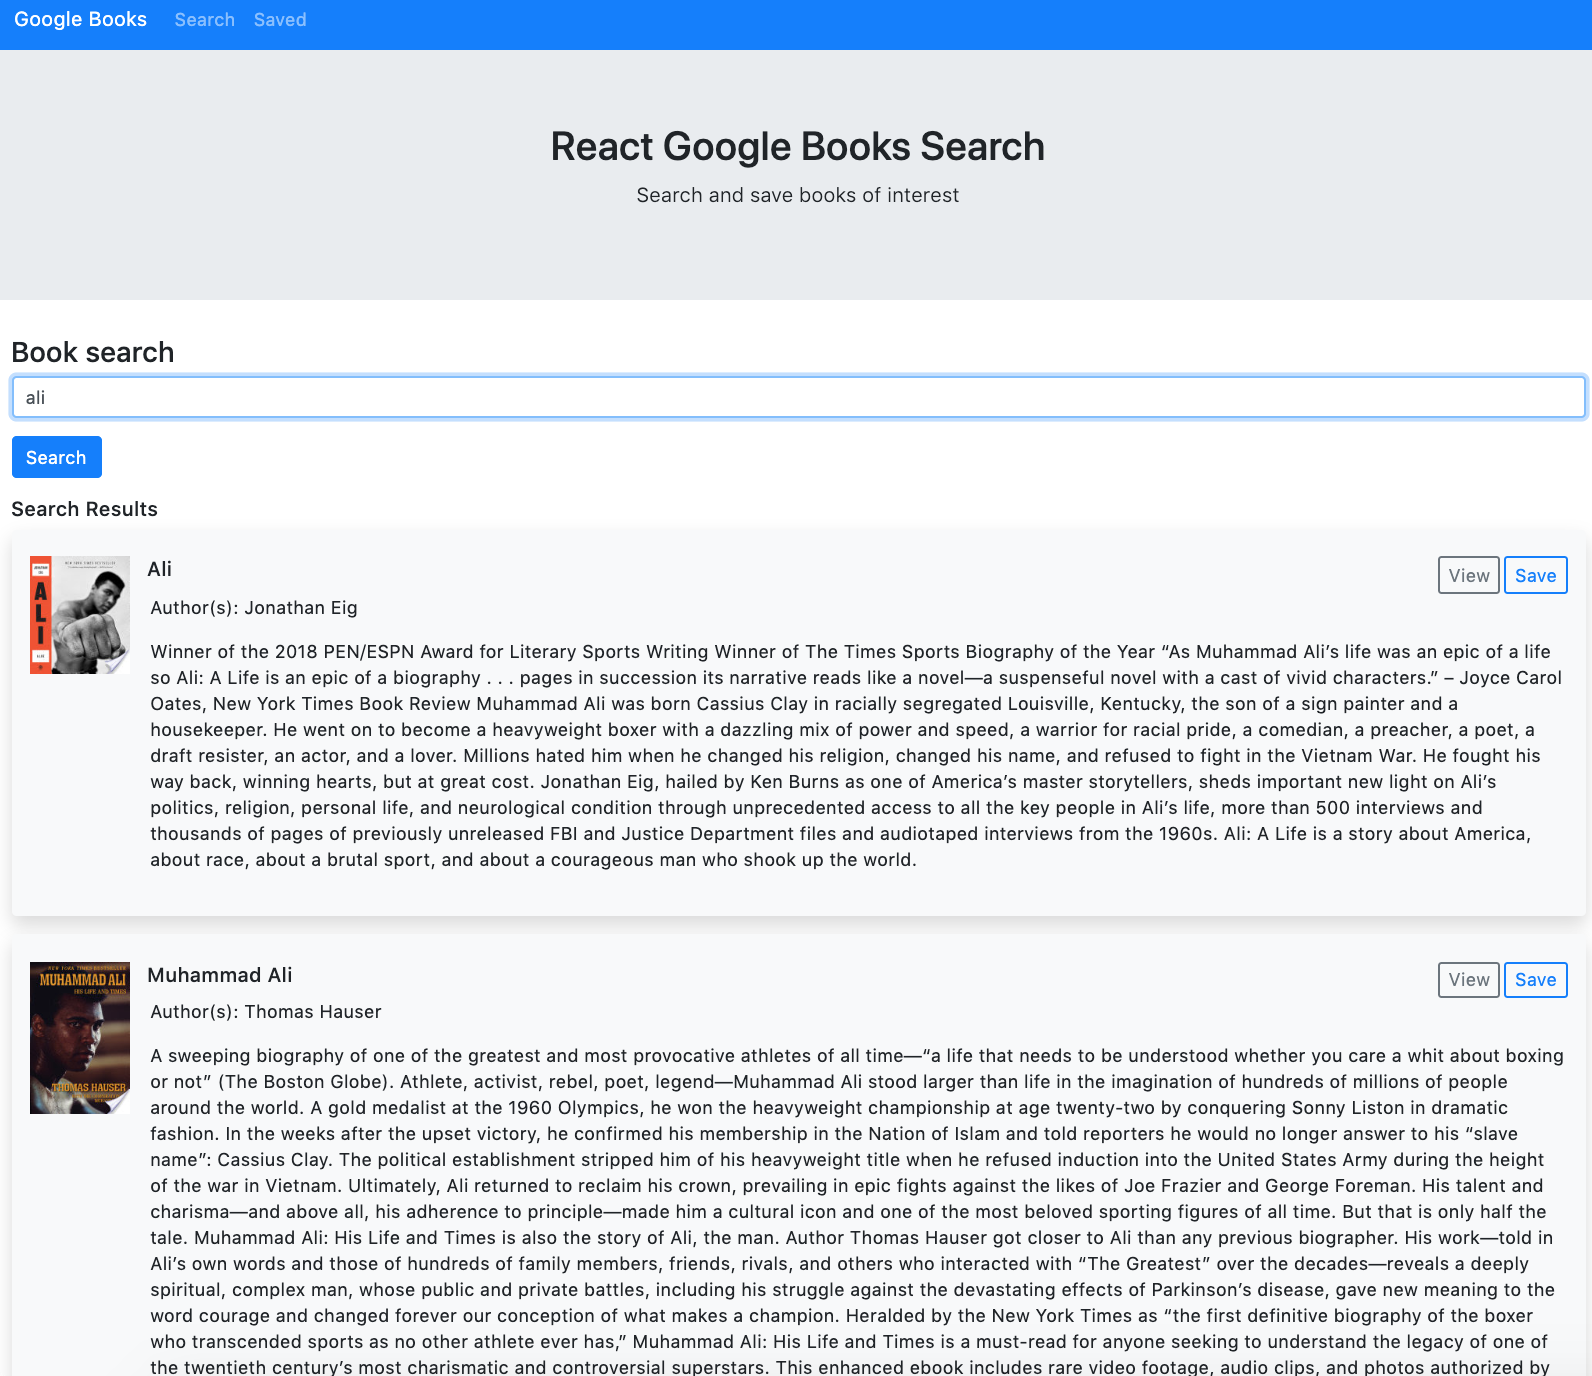 Google Books Search Saved
React Google Books Search
Search and save books of interest
Book search
ali
Search
Search Results
ALI
Ali
View Save
Author(s): Jonathan Eig
Winner of the 2018 PEN/ESPN Award for Literary Sports Writing Winner of The Times Sports Biography of the Year “As Muhammad Ali’s life was an epic of a life
so Ali: A Life is an epic of a biography . . . pages in succession its narrative reads like a novel—a suspenseful novel with a cast of vivid characters.” – Joyce Carol
Oates, New York Times Book Review Muhammad Ali was born Cassius Clay in racially segregated Louisville, Kentucky, the son of a sign painter and a
housekeeper. He went on to become a heavyweight boxer with a dazzling mix of power and speed, a warrior for racial pride, a comedian, a preacher, a poet, a
draft resister, an actor, and a lover. Millions hated him when he changed his religion, changed his name, and refused to fight in the Vietnam War. He fought his
way back, winning hearts, but at great cost. Jonathan Eig, hailed by Ken Burns as one of America’s master storytellers, sheds important new light on Ali’s
politics, religion, personal life, and neurological condition through unprecedented access to all the key people in Ali’s life, more than 500 interviews and
thousands of pages of previously unreleased FBI and Justice Department files and audiotaped interviews from the 1960s. Ali: A Life is a story about America,
about race, about a brutal sport, and about a courageous man who shook up the world.
NEW YORK TIMES BESTSELLER
MUHAMMAD ALI
HIS LIFE AND TIMES
THOMAS HAUSER
Muhammad Ali
View Save
Author(s): Thomas Hauser
A sweeping biography of one of the greatest and most provocative athletes of all time—“a life that needs to be understood whether you care a whit about boxing
or not” (The Boston Globe). Athlete, activist, rebel, poet, legend—Muhammad Ali stood larger than life in the imagination of hundreds of millions of people
around the world. A gold medalist at the 1960 Olympics, he won the heavyweight championship at age twenty-two by conquering Sonny Liston in dramatic
fashion. In the weeks after the upset victory, he confirmed his membership in the Nation of Islam and told reporters he would no longer answer to his “slave
name”: Cassius Clay. The political establishment stripped him of his heavyweight title when he refused induction into the United States Army during the height
of the war in Vietnam. Ultimately, Ali returned to reclaim his crown, prevailing in epic fights against the likes of Joe Frazier and George Foreman. His talent and
charisma—and above all, his adherence to principle—made him a cultural icon and one of the most beloved sporting figures of all time. But that is only half the
tale. Muhammad Ali: His Life and Times is also the story of Ali, the man. Author Thomas Hauser got closer to Ali than any previous biographer. His work—told in
Ali’s own words and those of hundreds of family members, friends, rivals, and others who interacted with “The Greatest” over the decades—reveals a deeply
spiritual, complex man, whose public and private battles, including his struggle against the devastating effects of Parkinson’s disease, gave new meaning to the
word courage and changed forever our conception of what makes a champion. Heralded by the New York Times as “the first definitive biography of the boxer
who transcended sports as no other athlete ever has,” Muhammad Ali: His Life and Times is a must-read for anyone seeking to understand the legacy of one of
the twentieth century’s most charismatic and controversial superstars. This enhanced ebook includes rare video footage, audio clips, and photos authorized by